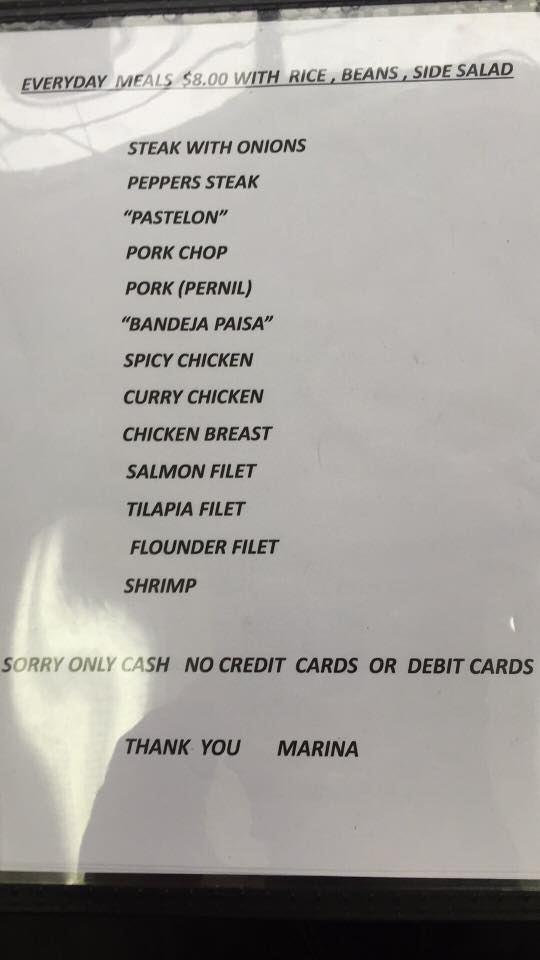 EVERYDAY MEALS $8.00 WITH RICE , BEANS , SIDE SALAD
STEAK WITH ONIONS
PEPPERS STEAK
“PASTELON”
PORK CHOP
PORK (PERNIL)
“BANDEJA PAISA”
SPICY CHICKEN
CURRY CHICKEN
CHICKEN BREAST
SALMON FILET
TILAPIA FILET
FLOUNDER FILET
SHRIMP
SORRY ONLY CASH NO CREDIT CARDS OR DEBIT CARDS
THANK YOU MARINA